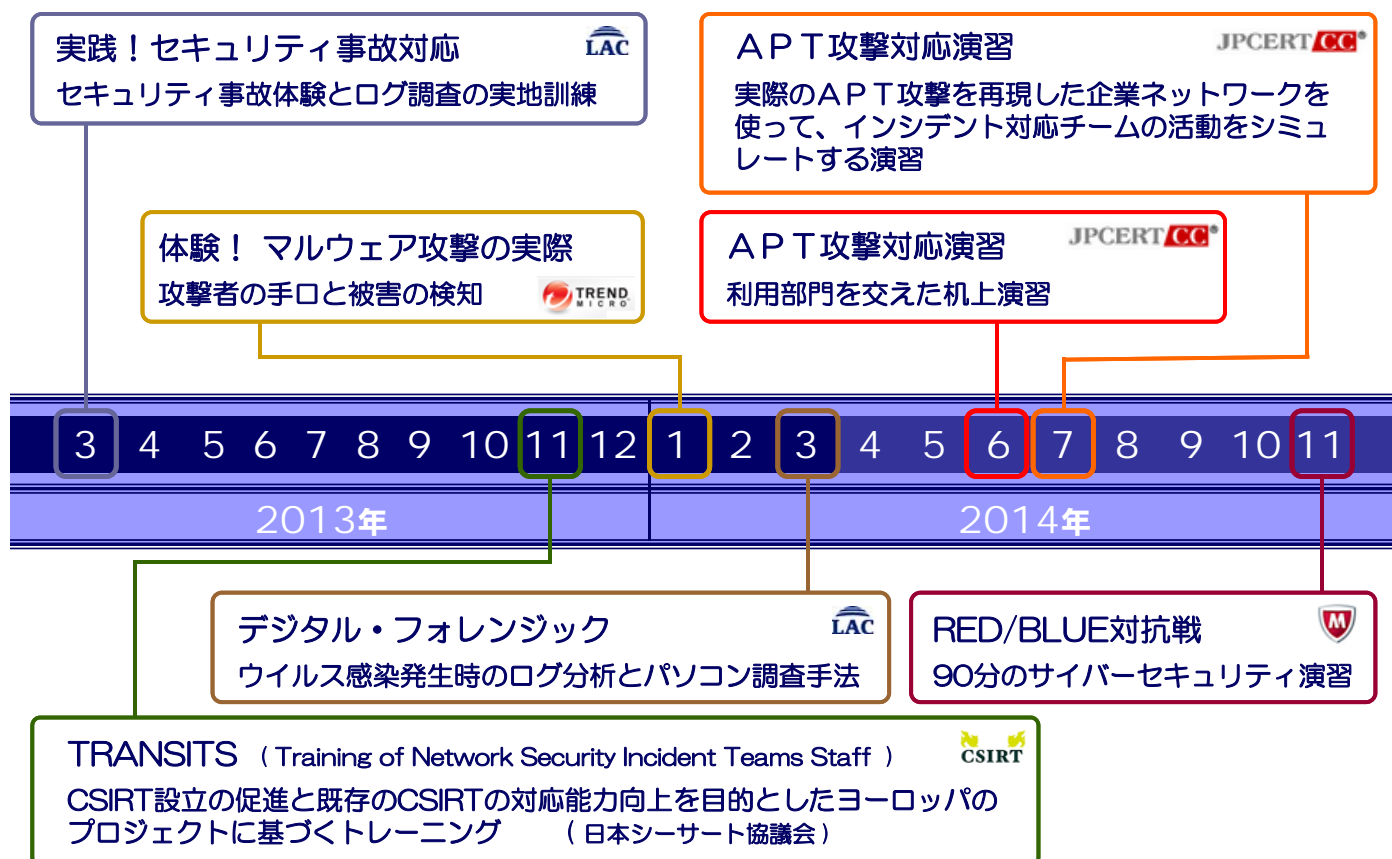 実践！セキュリティ事故対応
LAC
セキュリティ事故体験とログ調査の実地訓練
ＡＰＴ攻撃対応演習
JPCERT CC®
実際のＡＰＴ攻撃を再現した企業ネットワークを
使って、インシデント対応チームの活動をシミュ
レートする演習
体験！ マルウェア攻撃の実際
攻撃者の手口と被害の検知
TREND
MICRO
ＡＰＴ攻撃対応演習
JPCERT CC®
利用部門を交えた机上演習
3 4 5 6 7 8 9 10 11 12 1 2 3 4 5 6 7 8 9 10 11
2013年 2014年
デジタル・フォレンジック
LAC
ウイルス感染発生時のログ分析とパソコン調査手法
RED/BLUE対抗戦
M
90分のサイバーセキュリティ演習
TRANSITS （ Training of Network Security Incident Teams Staff ）
CSIRT
CSIRT設立の促進と既存のCSIRTの対応能力向上を目的としたヨーロッパの
プロジェクトに基づくトレーニング （ 日本シーサート協議会 ）